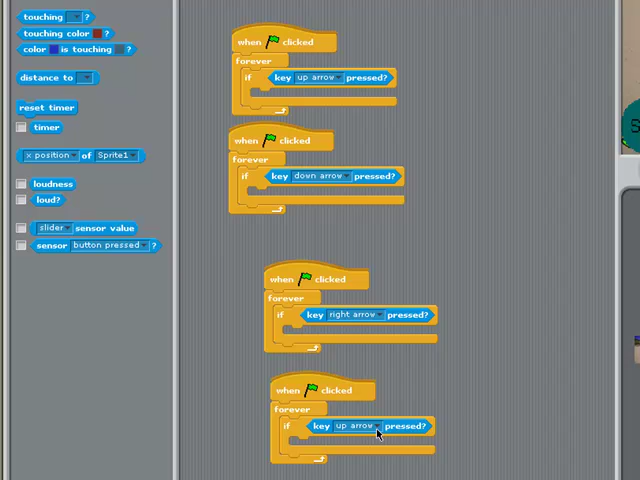 touching ?
touching color ?
color is touching ?
distance to
reset timer
timer
x position of Sprite1
loudness
loud?
slider sensor value
sensor button pressed ?
when clicked
forever
if key up arrow pressed?
when clicked
forever
if key down arrow pressed?
when clicked
forever
if key right arrow pressed?
when clicked
forever
if key up arrow pressed?
S